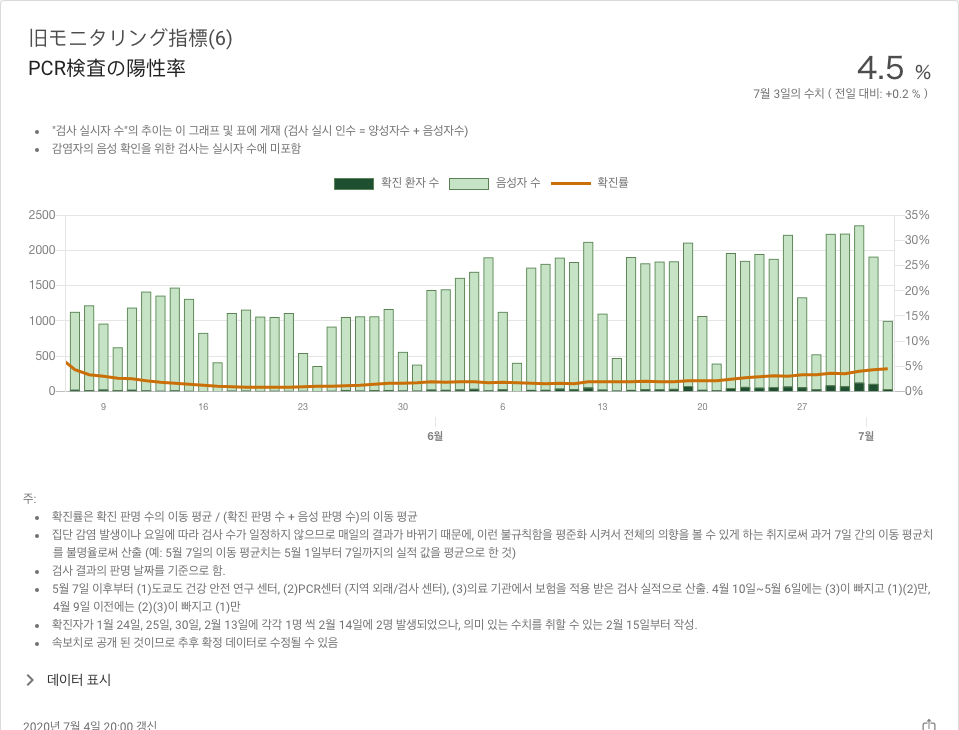 旧モニタリング指標(6)
PCR検査の陽性率
4.5 %
7월 3일의 수치 ( 전일 대비: +0.2 % )
"검사 실시자 수"의 추이는 이 그래프 및 표에 게재 (검사 실시 인수 = 양성자수 + 음성자수)
감염자의 음성 확인을 위한 검사는 실시자 수에 미포함
확진 환자 수 음성자 수 확진률
2500 35%
30%
2000
25%
1500 20%
15%
1000
10%
500
5%
0 0%
9 16 23 30 6 13 20 27
6월 7월
주:
확진률은 확진 판명 수의 이동 평균 / (확진 판명 수 + 음성 판명 수)의 이동 평균
집단 감염 발생이나 요일에 따라 검사 수가 일정하지 않으므로 매일의 결과가 바뀌기 때문에, 이런 불규칙함을 평준화 시켜서 전체의 의향을 볼 수 있게 하는 취지로써 과거 7일 간의 이동 평균치
를 불명율로써 산출 (예: 5월 7일의 이동 평균치는 5월 1일부터 7일까지의 실적 값을 평균으로 한 것)
검사 결과의 판명 날짜를 기준으로 함.
5월 7일 이후부터 (1)도쿄도 건강 안전 연구 센터, (2)PCR센터 (지역 외래/검사 센터), (3)의료 기관에서 보험을 적용 받은 검사 실적으로 산출. 4월 10일~5월 6일에는 (3)이 빠지고 (1)(2)만,
4월 9일 이전에는 (2)(3)이 빠지고 (1)만
확진자가 1월 24일, 25일, 30일, 2월 13일에 각각 1명 씩 2월 14일에 2명 발생되었으나, 의미 있는 수치를 취할 수 있는 2월 15일부터 작성.
속보치로 공개 된 것이므로 추후 확정 데이터로 수정될 수 있음
데이터 표시
2020년 7월 4일 20:00 갱신